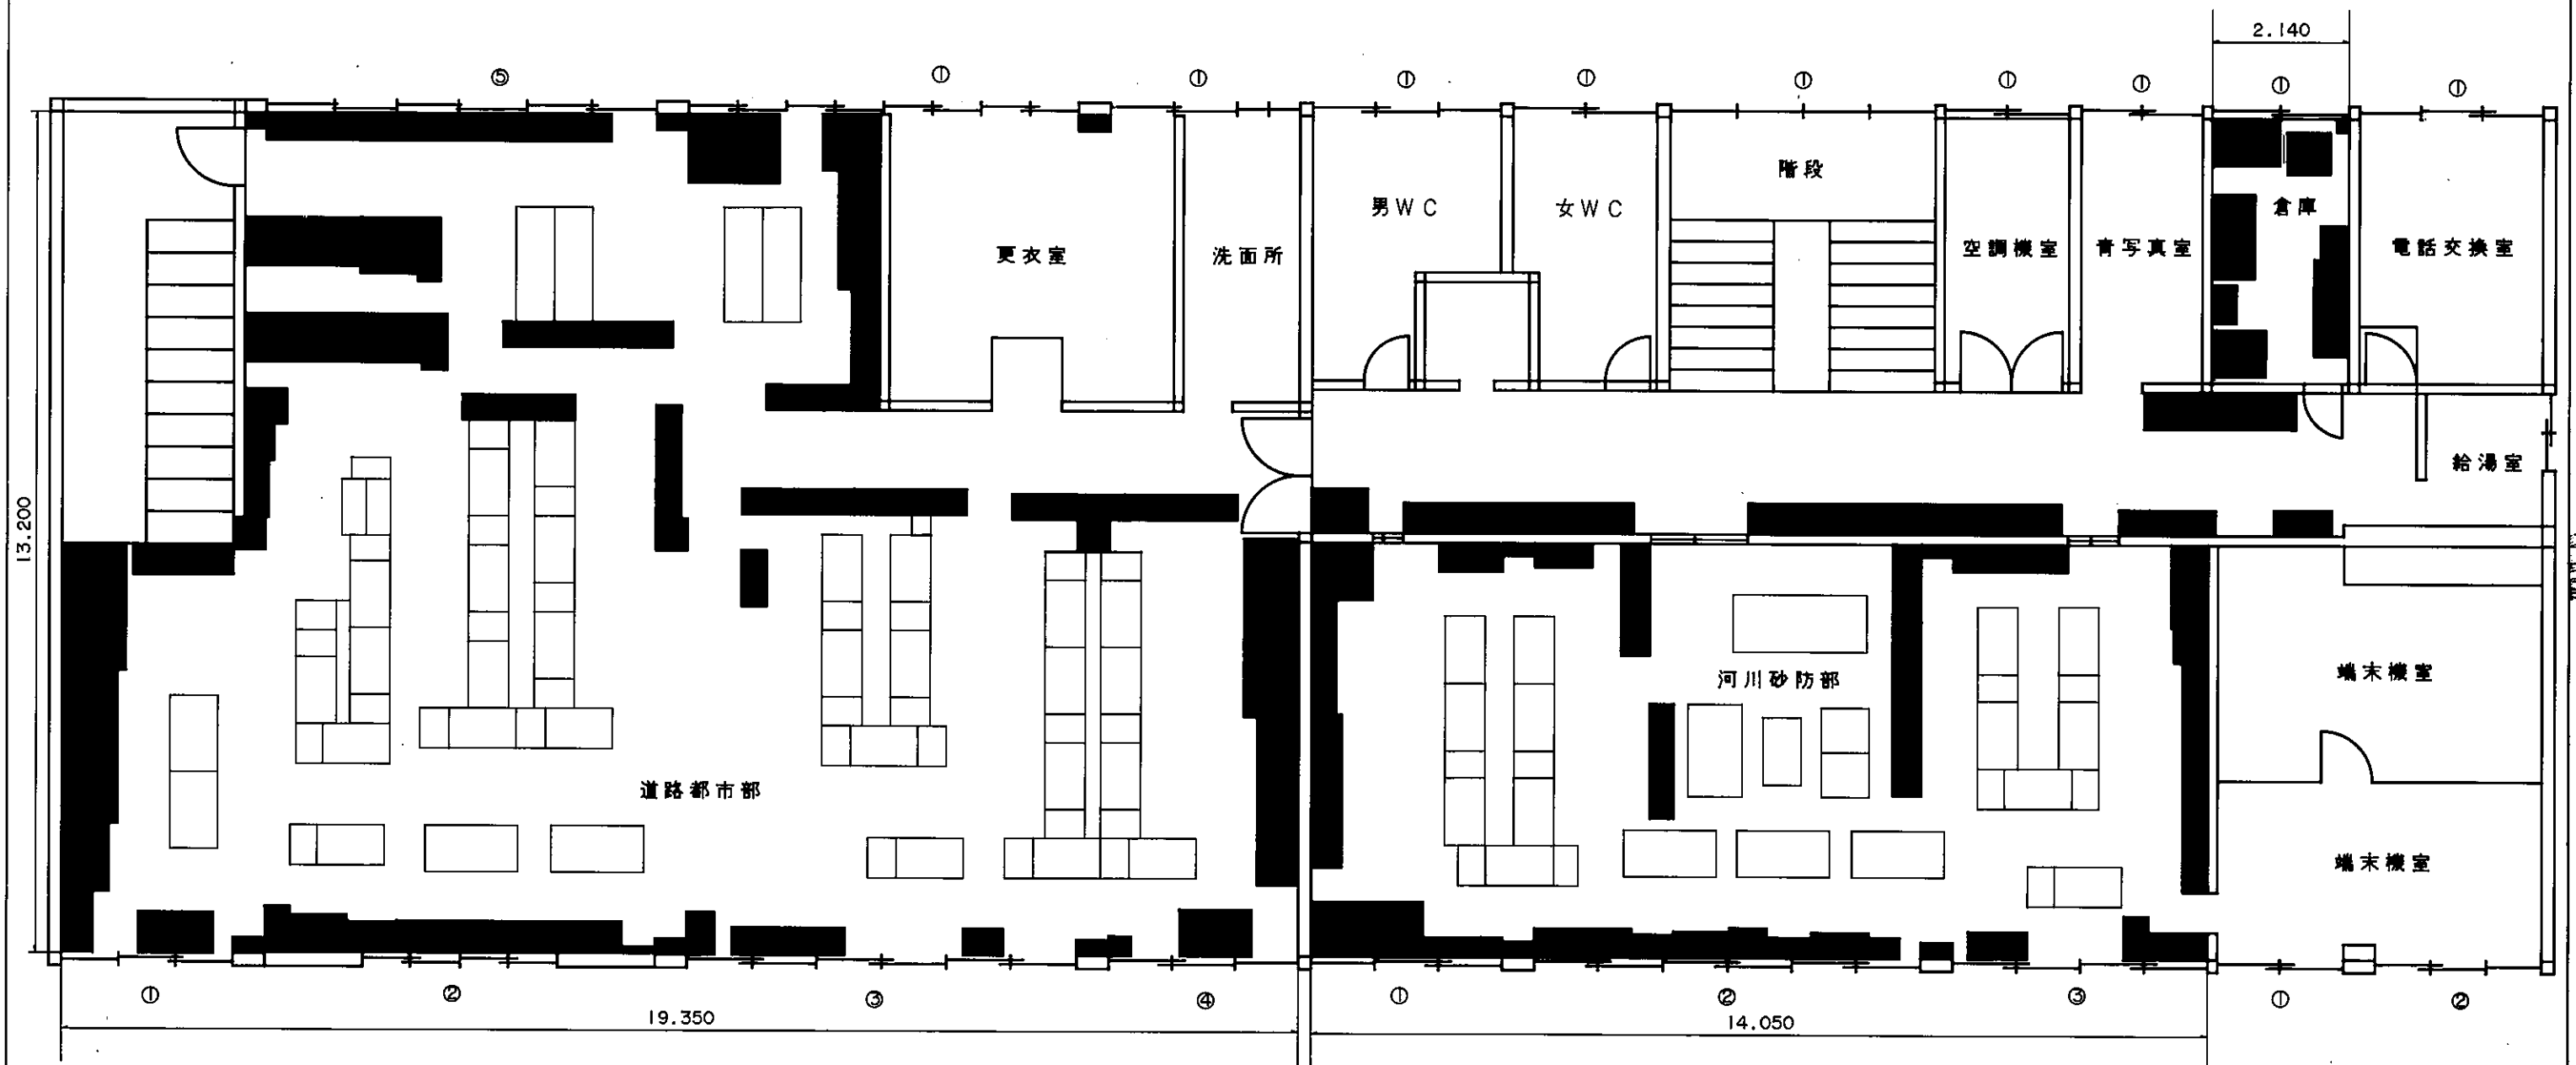 2.140
⑤ ① ① ① ① ① ① ① ① ①
階段
男WC 女WC 倉庫
更衣室 洗面所 空調機室 青写真室 電話交換室
給湯室
13.200
河川砂防部 端末機室
道路都市部
端末機室
① ② ③ ④ ① ② ③ ① ②
19.350 14.050